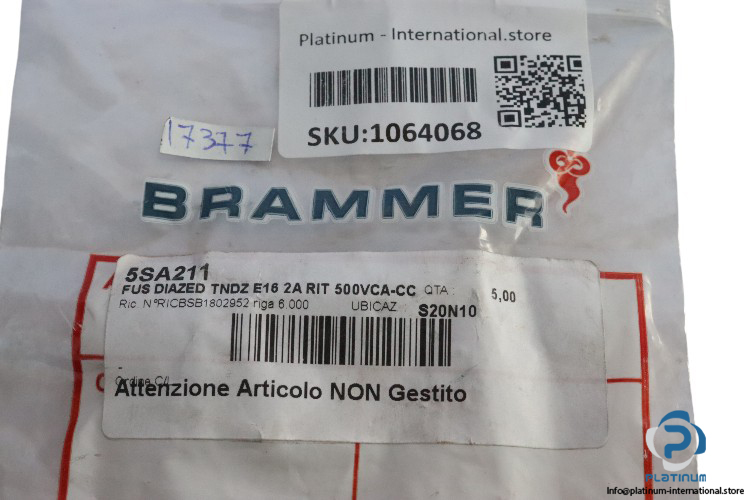 Platinum - International.store
SKU:1064068
17377
BRAMMER
5SA211
FUS DIAZED TNDZ E16 2A RIT 500VCA-CC QTA : 5,00
Ric. N°RICBSB1802952 riga 6.000 UBICAZ. : S20N10
Ordine C/L
Attenzione Articolo NON Gestito
PLATINUM
Info@platinum-international.store